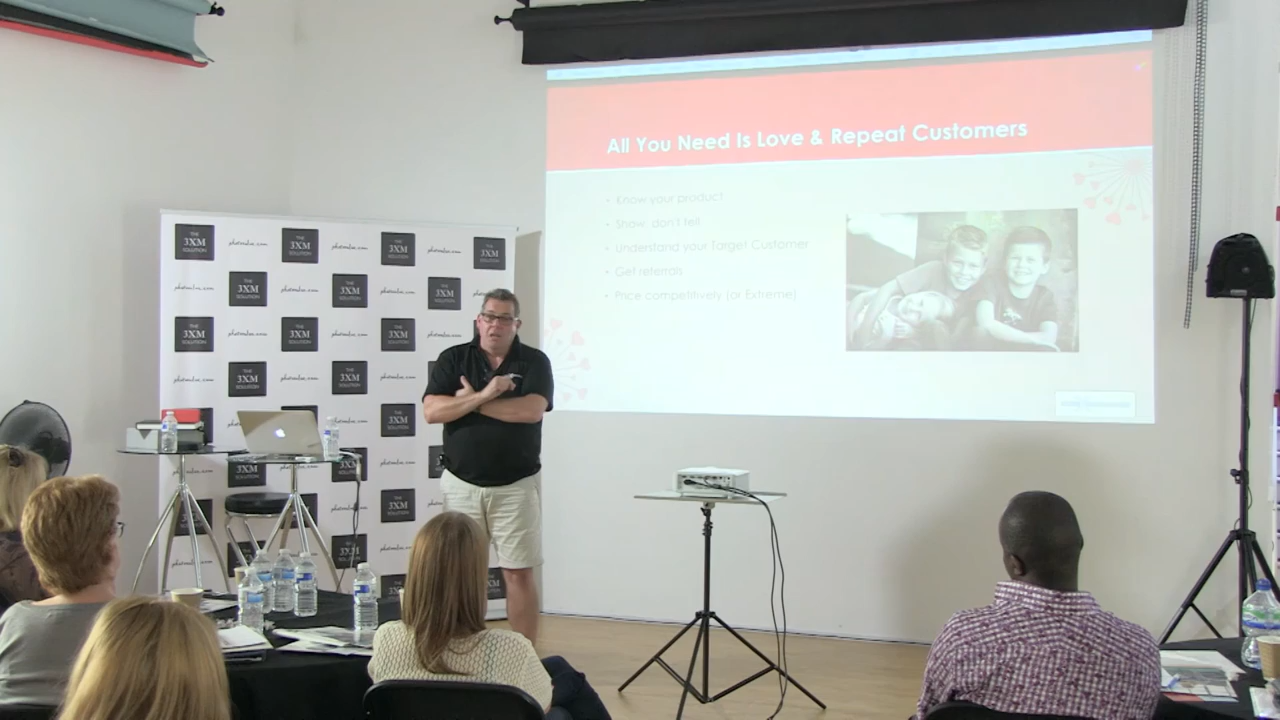 All You Need Is Love & Repeat Customers
• Know your product
• Show, don't tell
• Understand your Target Customer
• Get referrals
• Price competitively (or Extreme)
THE
3XM
SOLUTION